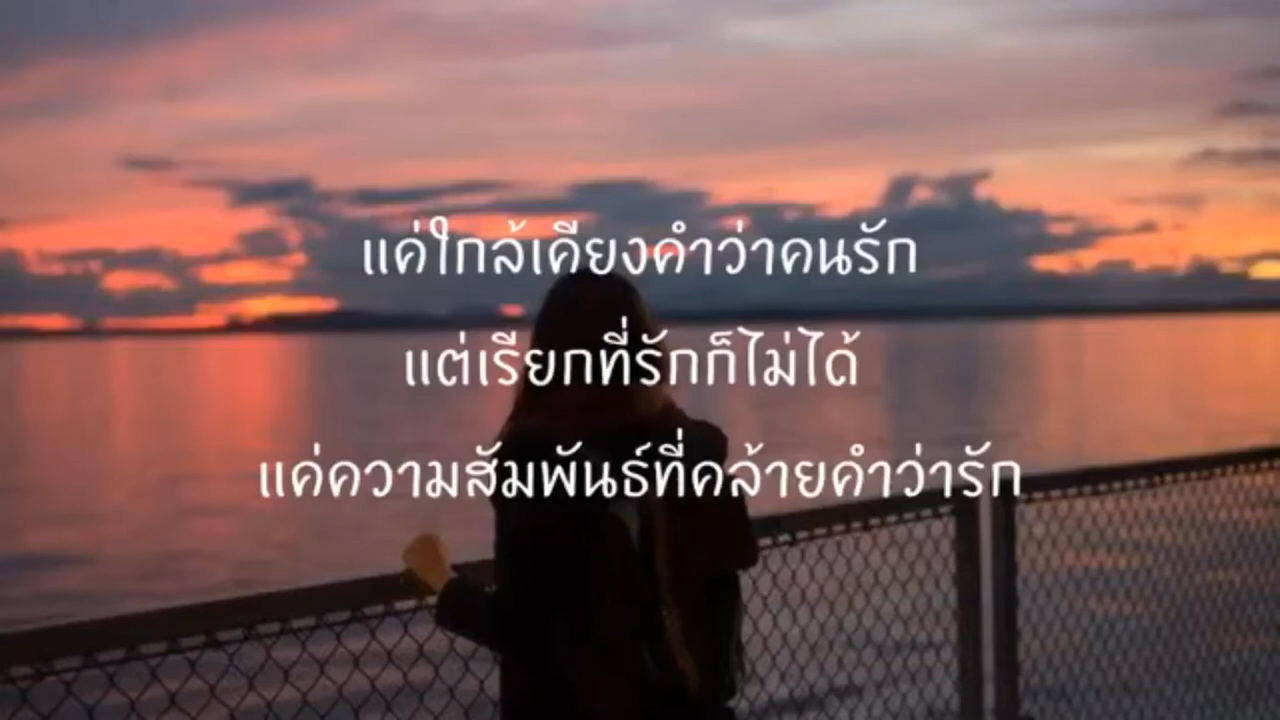 แค่ใกล้เคียงคำว่าคนรัก
แต่เรียกที่รักก็ไม่ได้
แค่ความสัมพันธ์ที่คล้ายคำว่ารัก